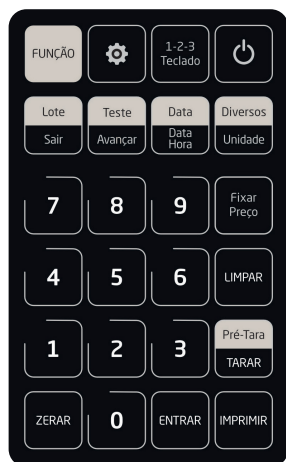 FUNÇÃO
1-2-3
Teclado
Lote
Sair
Teste
Avançar
Data
Data
Hora
Diversos
Unidade
7
8
9
Fixar
Preço
4
5
6
LIMPAR
1
2
3
Pré-Tara
TARAR
ZERAR
0
ENTRAR
IMPRIMIR